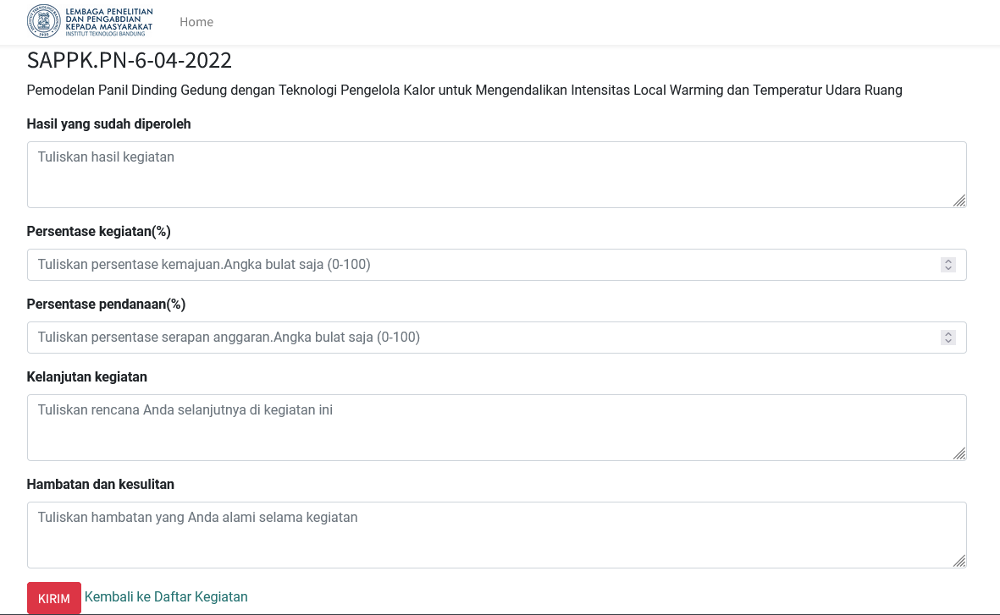 LEMBAGA PENELITIAN
DAN PENGABDIAN
KEPADA MASYARAKAT
INSTITUT TEKNOLOGI BANDUNG
Home
SAPPK.PN-6-04-2022
Pemodelan Panil Dinding Gedung dengan Teknologi Pengelola Kalor untuk Mengendalikan Intensitas Local Warming dan Temperatur Udara Ruang
Hasil yang sudah diperoleh
Tuliskan hasil kegiatan
Persentase kegiatan(%)
Tuliskan persentase kemajuan.Angka bulat saja (0-100)
Persentase pendanaan(%)
Tuliskan persentase serapan anggaran.Angka bulat saja (0-100)
Kelanjutan kegiatan
Tuliskan rencana Anda selanjutnya di kegiatan ini
Hambatan dan kesulitan
Tuliskan hambatan yang Anda alami selama kegiatan
KIRIM Kembali ke Daftar Kegiatan